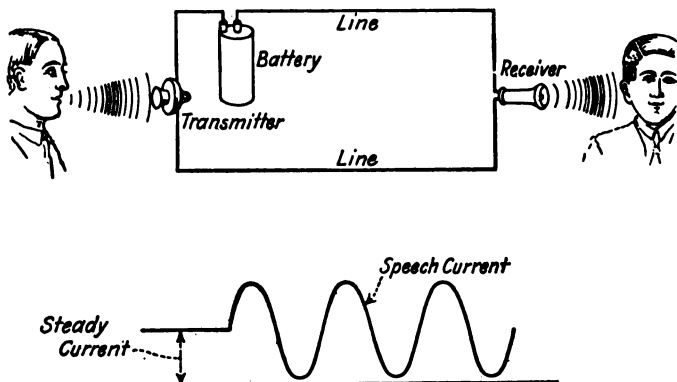 Line
Battery
Receiver
Transmitter
Line
Speech Current
Steady
Current